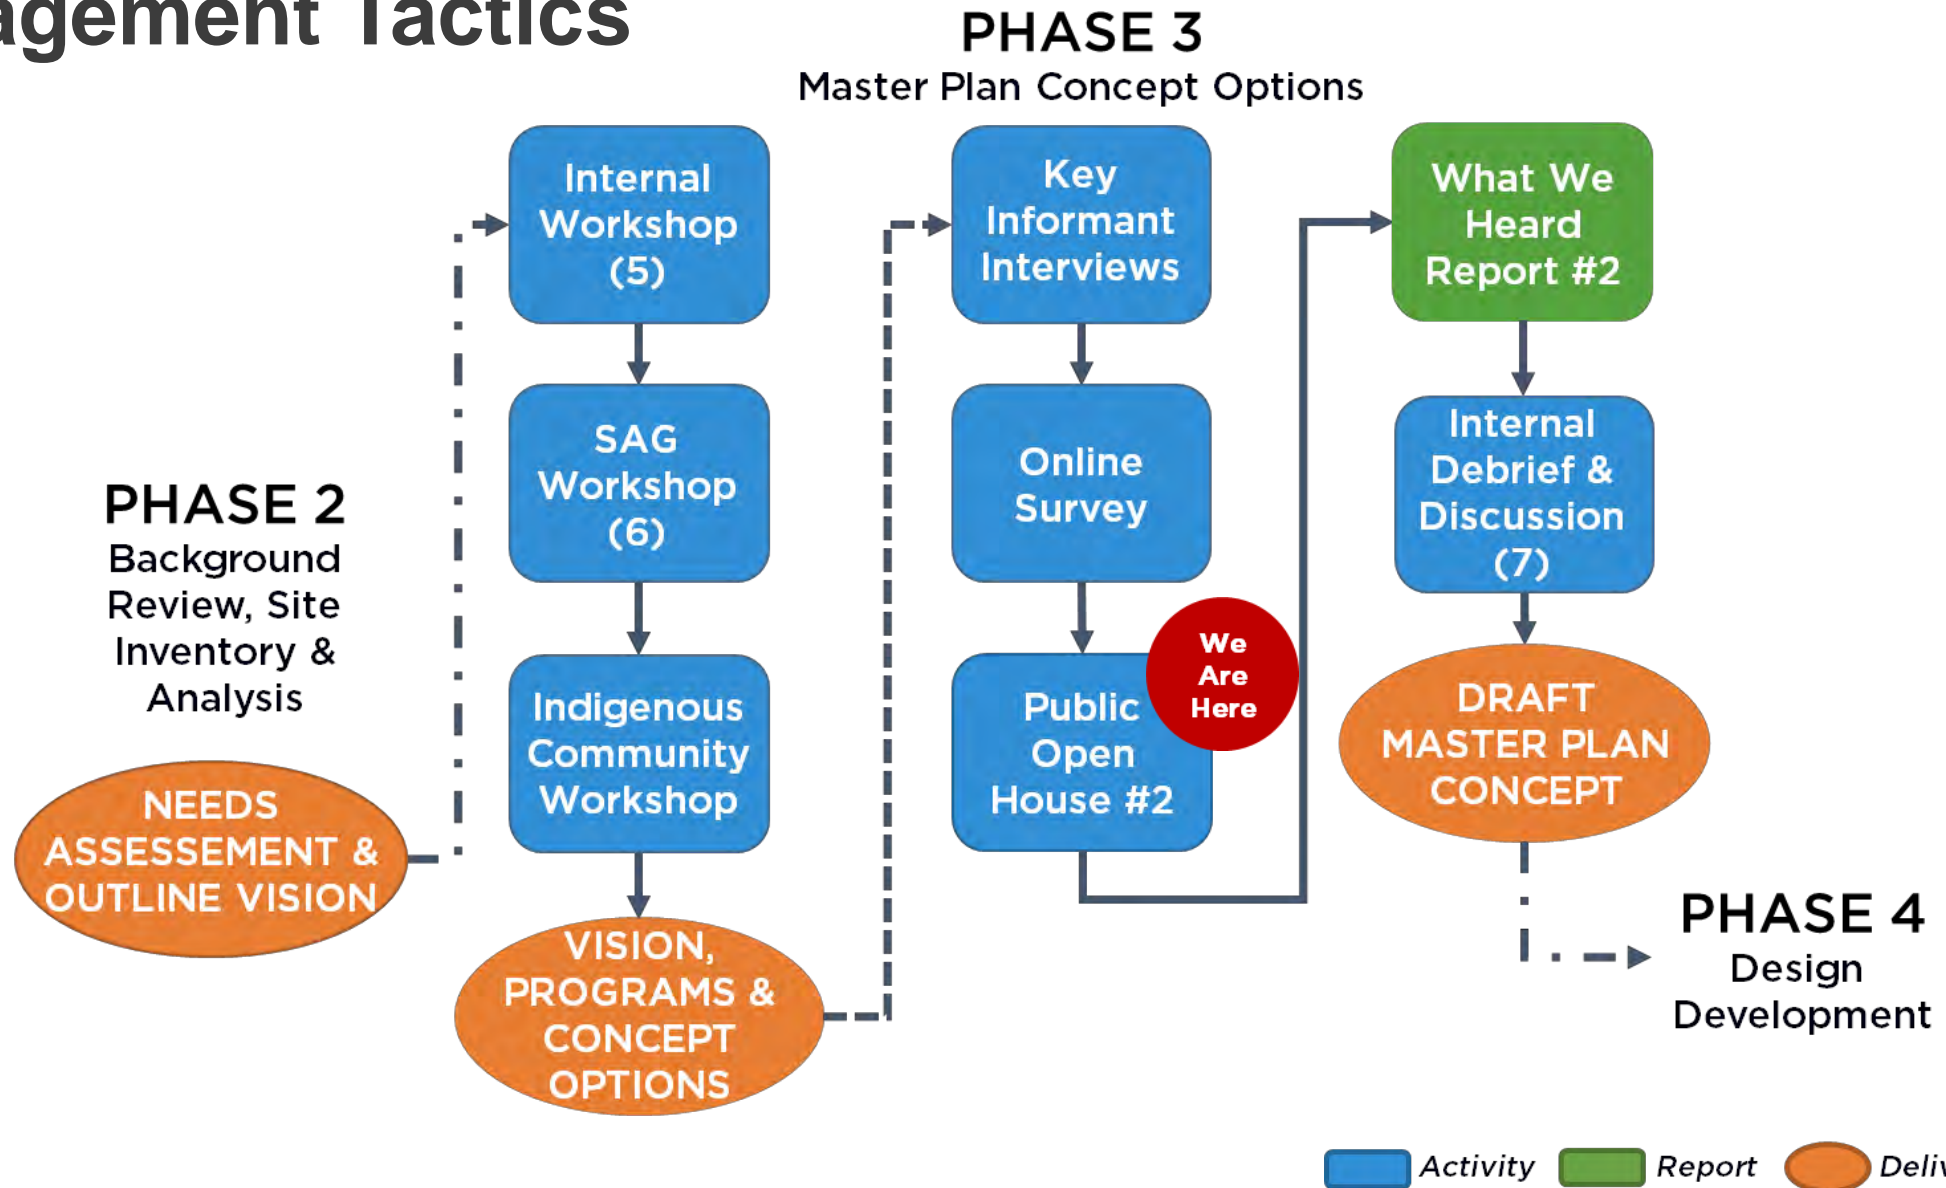 Tactics
PHASE 3
Master Plan Concept Options
PHASE 2
Background
Review, Site
Inventory &
Analysis
NEEDS
ASSESSEMENT &
OUTLINE VISION
Internal
Workshop
(5)
SAG
Workshop
(6)
Indigenous
Community
Workshop
VISION,
PROGRAMS &
CONCEPT
OPTIONS
Key
Informant
Interviews
Online
Survey
Public
Open
House #2
We
Are
Here
What We
Heard
Report #2
Internal
Debrief &
Discussion
(7)
DRAFT
MASTER PLAN
CONCEPT
PHASE 4
Design
Development
Activity
Report